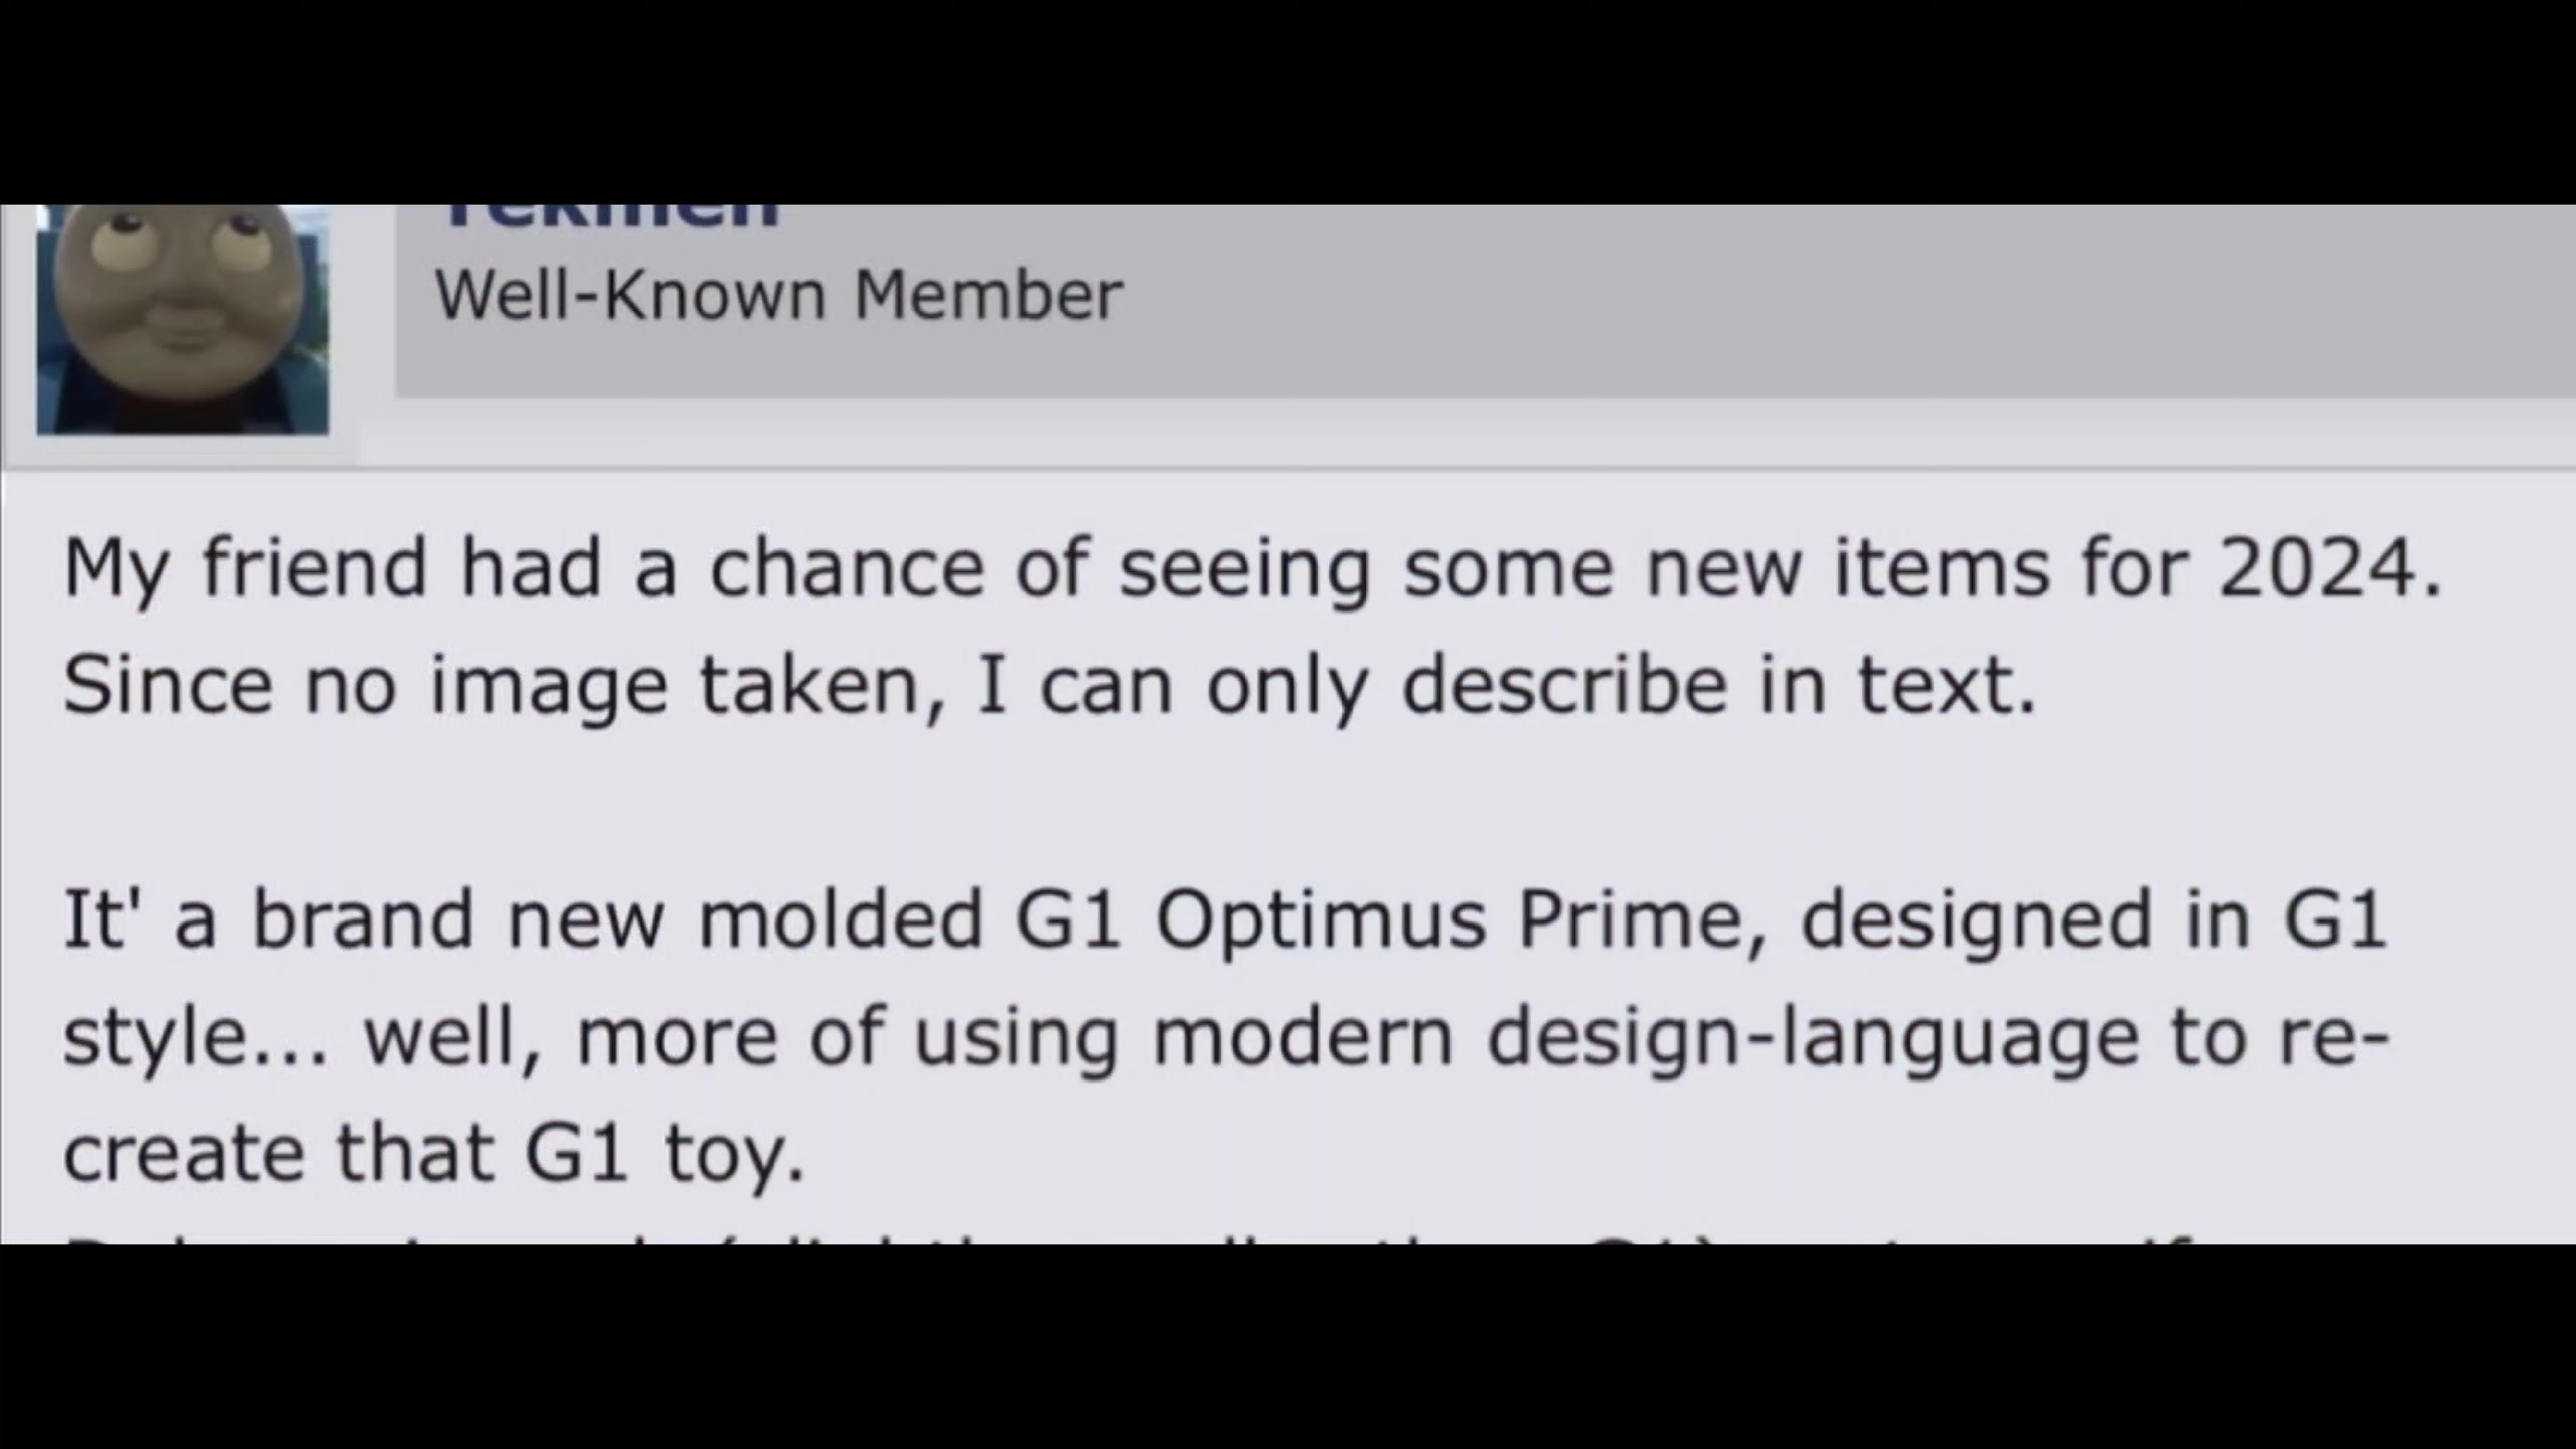 Well-Known Member
My friend had a chance of seeing some new items for 2024.
Since no image taken, I can only describe in text.
It' a brand new molded G1 Optimus Prime, designed in G1
style... well, more of using modern design-language to re-
create that G1 toy.